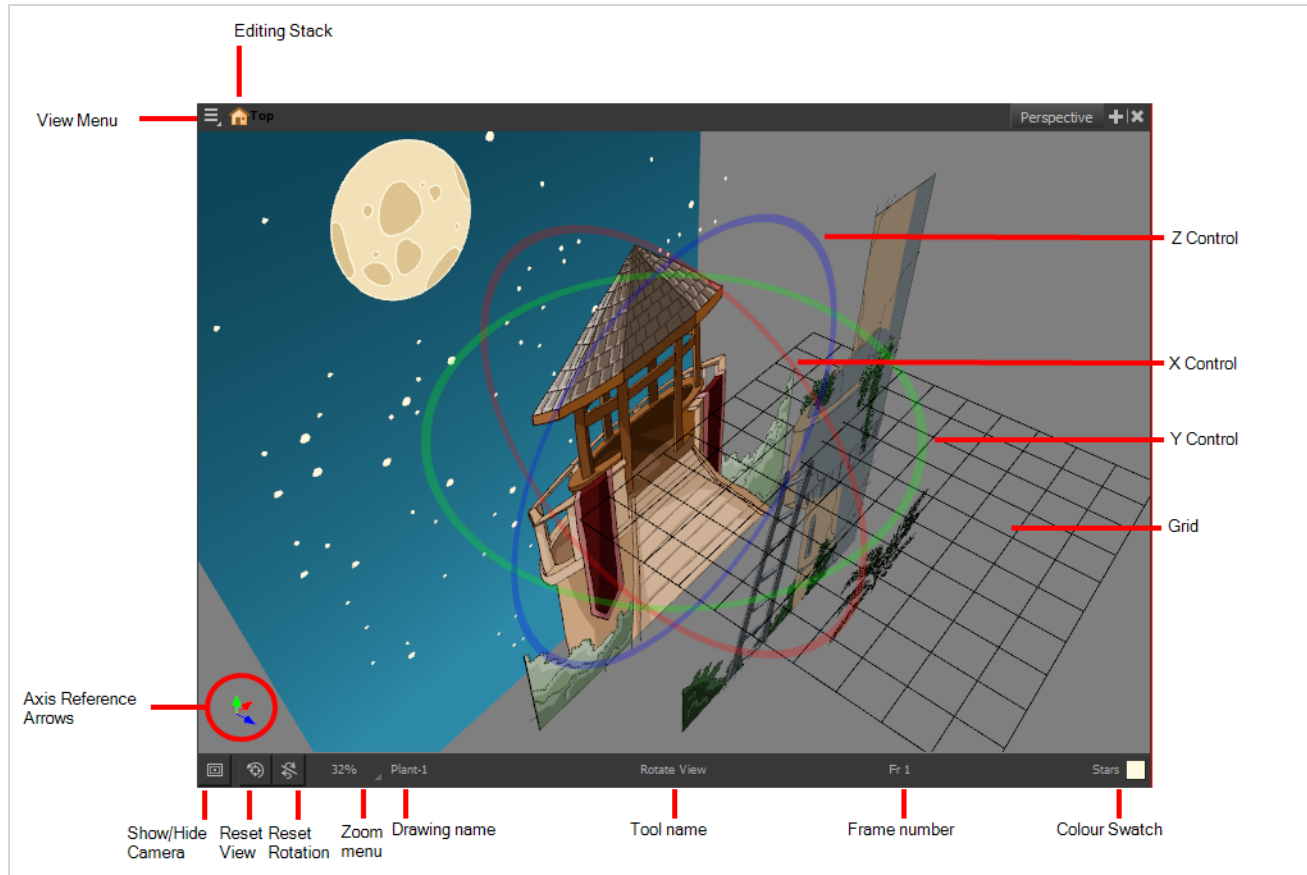 Editing Stack
View Menu
Top
Perspective
Z Control
X Control
Y Control
Grid
Axis Reference
Arrows
32%
Plant-1
Rotate View
Fr 1
Stars
Show/Hide
Camera
Reset
View
Reset
Rotation
Zoom
menu
Drawing name
Tool name
Frame number
Colour Swatch